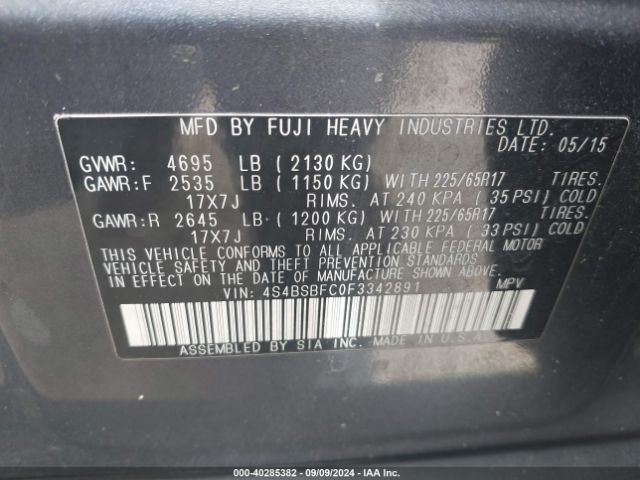 MFD BY FUJI HEAVY INDUSTRIES LTD.
DATE: 05/15
GVWR: 4695 LB ( 2130 KG)
GAWR:F 2535 LB ( 1150 KG) WITH 225/65R17 TIRES.
17X7J RIMS. AT 240 KPA ( 35 PSI) COLD
GAWR:R 2645 LB ( 1200 KG) WITH 225/65R17 TIRES.
17X7J RIMS. AT 230 KPA ( 33 PSI) COLD
THIS VEHICLE CONFORMS TO ALL APPLICABLE FEDERAL MOTOR
VEHICLE SAFETY AND THEFT PREVENTION STANDARDS
IN EFFECT ON THE DATE OF MANUFACTURE SHOWN ABOVE.
VIN: 4S4BSBFC0F3342891 MPV
ASSEMBLED BY SIA INC. MADE IN U.S.A.
000-40285382 - 09/09/2024 - IAAI.com